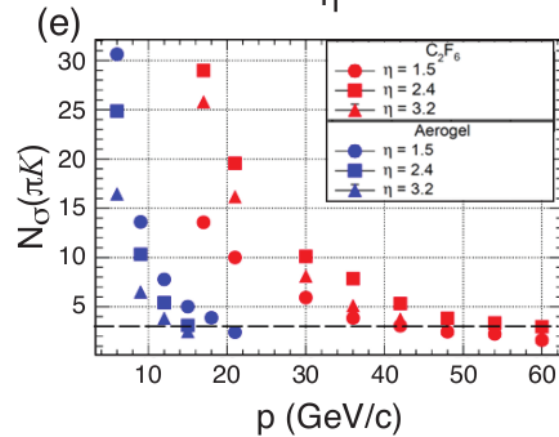 η
(e)
C₂F₆
η = 1.5
η = 2.4
η = 3.2
Aerogel
η = 1.5
η = 2.4
η = 3.2
Nσ(πK)
30
25
20
15
10
5
10 20 30 40 50 60
p (GeV/c)